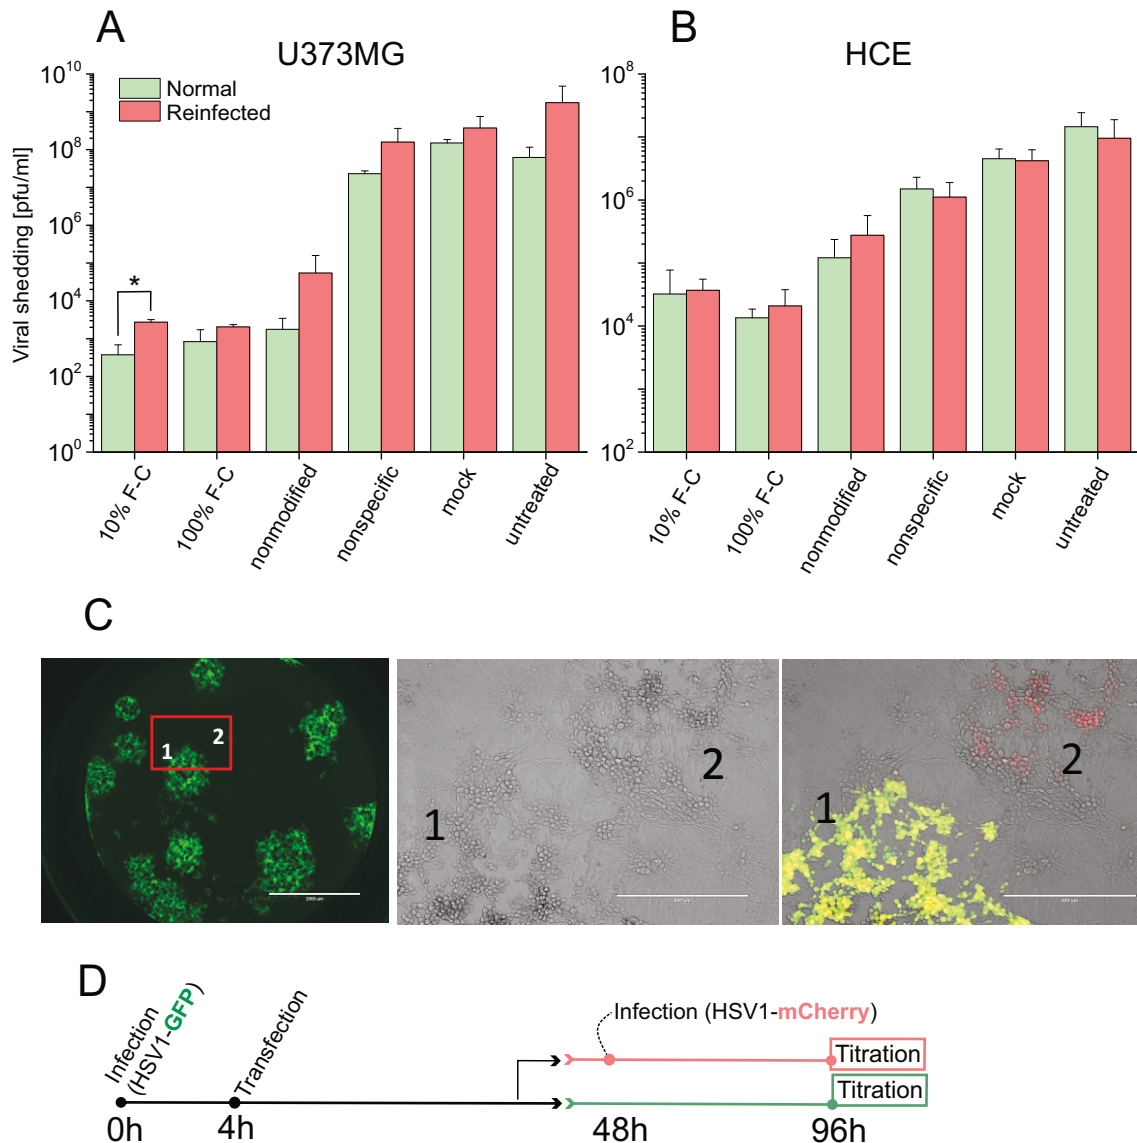 A
U373MG
Viral shedding [pfu/ml]
10^10
10^8
10^6
10^4
10^2
10^0
Normal
Reinfected
*
10% F-C
100% F-C
nonmodified
nonspecific
mock
untreated
B
HCE
10^8
10^6
10^4
10^2
10% F-C
100% F-C
nonmodified
nonspecific
mock
untreated
C
1
2
1
2
1
2
D
Infection
(HSV1-GFP)
Transfection
Infection (HSV1-mCherry)
Titration
Titration
0h
4h
48h
96h